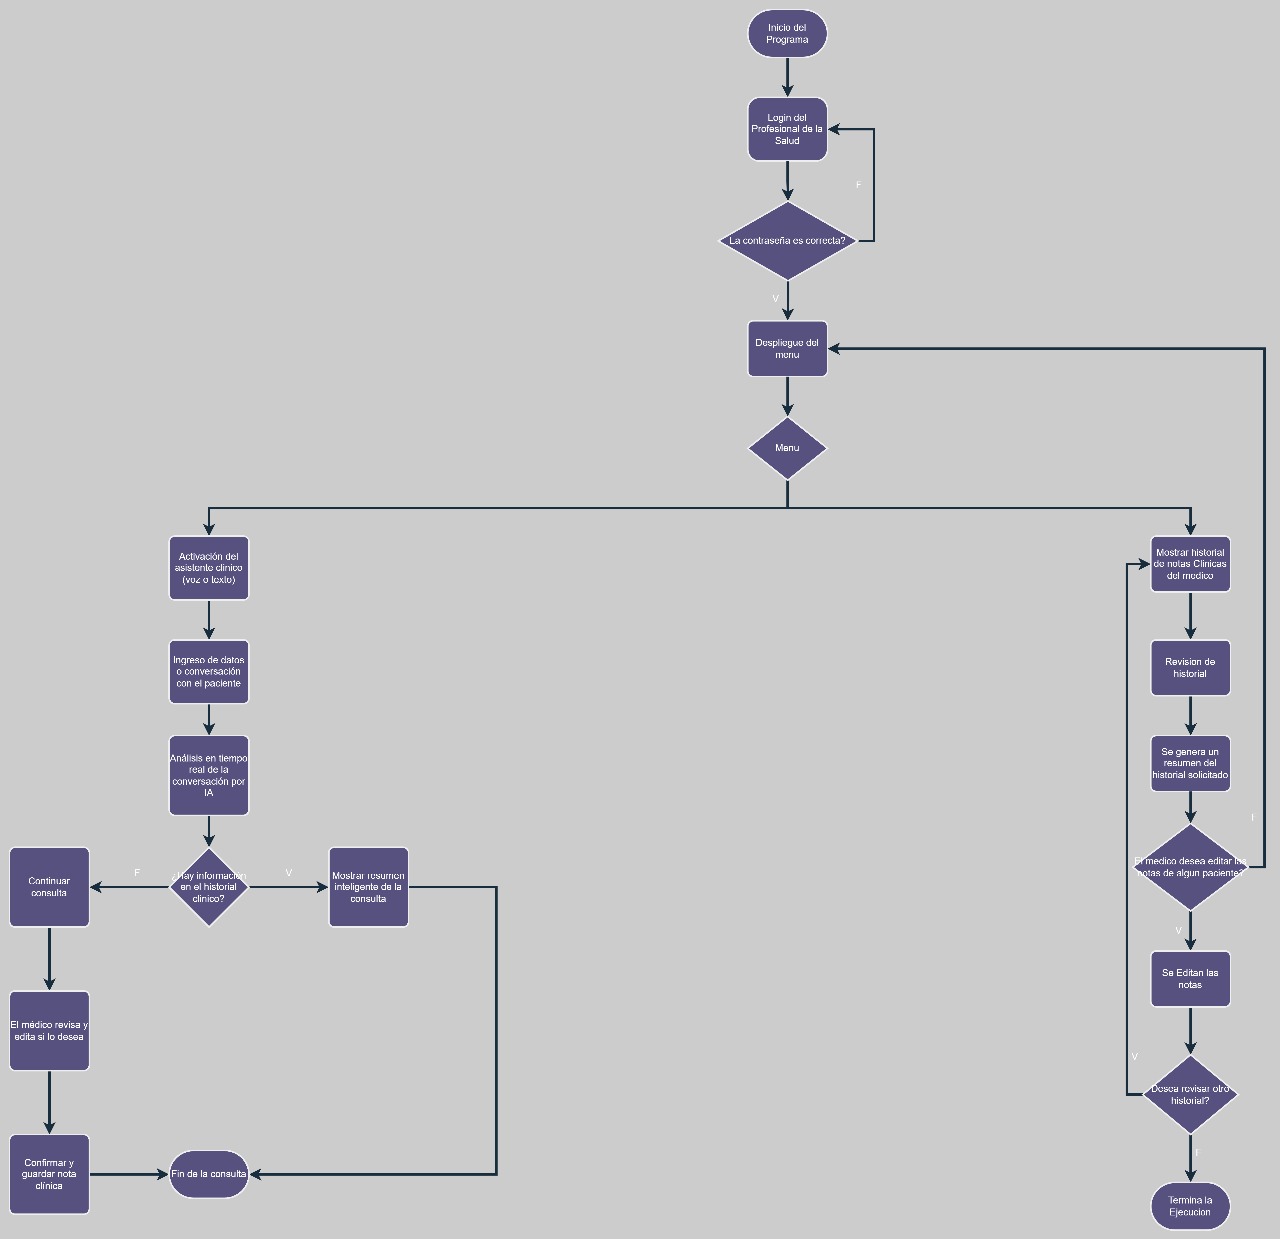 Inicio del
Programa
Login del
Profesional de la
Salud
F
La contraseña es correcta?
V
Despliegue del
menu
Menu
Activación del
asistente clínico
(voz o texto)
Ingreso de datos
o conversación
con el paciente
Análisis en tiempo
real de la
conversación por
IA
¿Hay información
en el historial
clínico?
F
V
Continuar
consulta
Mostrar resumen
inteligente de la
consulta
El médico revisa y
edita si lo desea
Confirmar y
guardar nota
clínica
Fin de la consulta
Mostrar historial
de notas Clinicas
del medico
Revision de
historial
Se genera un
resumen del
historial solicitado
El medico desea editar las
notas de algun paciente?
V
Se Editan las
notas
V
Desea revisar otro
historial?
Termina la
Ejecucion